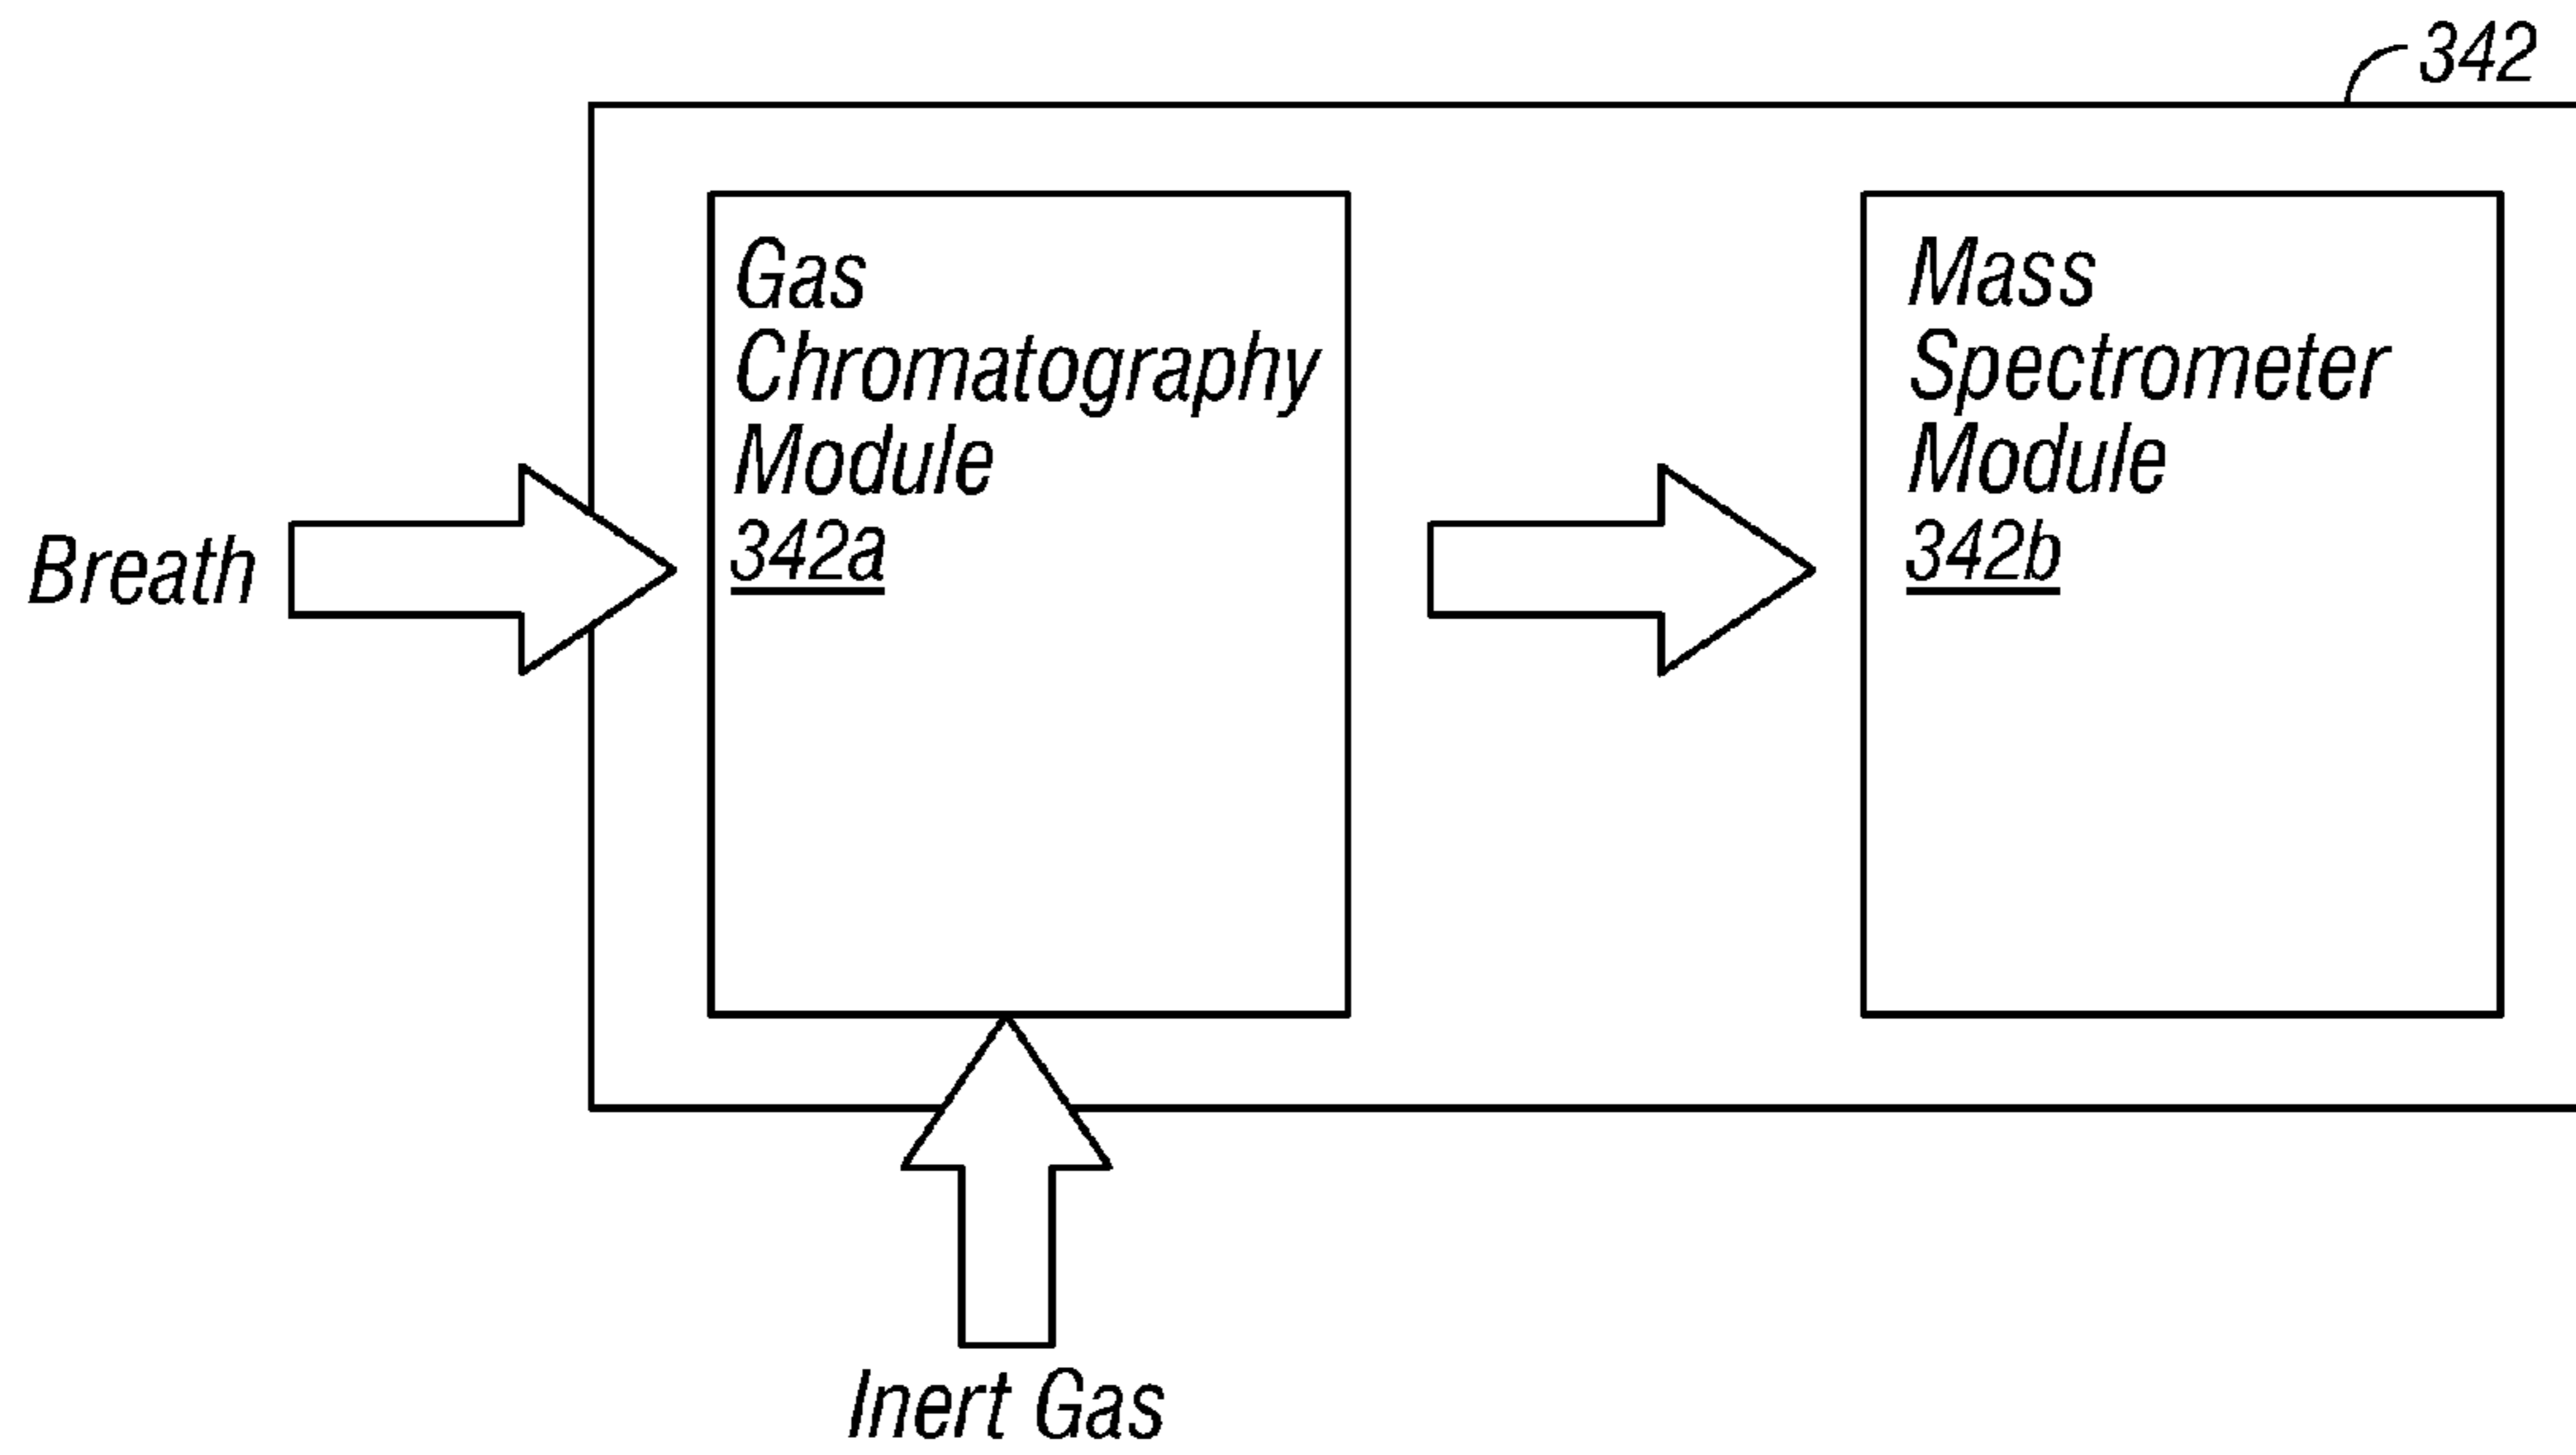 342
Gas
Chromatography
Module
342a
Mass
Spectrometer
Module
342b
Breath
Inert Gas